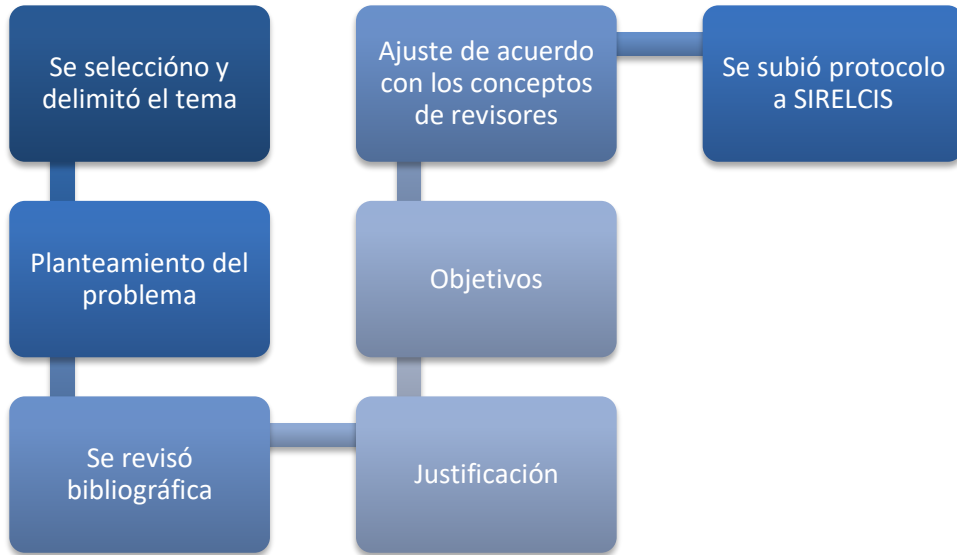 Se seleccióno y
delimitó el tema
Planteamiento del
problema
Se revisó
bibliográfica
Justificación
Objetivos
Ajuste de acuerdo
con los conceptos
de revisores
Se subió protocolo
a SIRELCIS